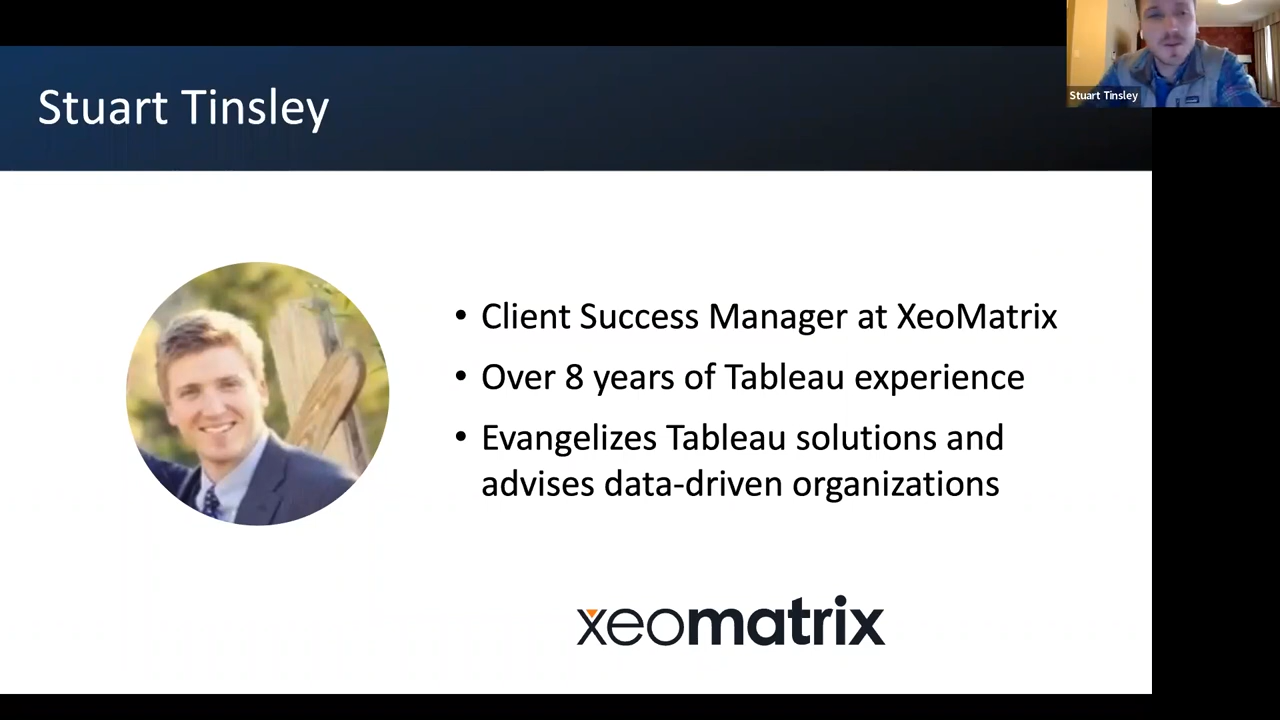 Stuart Tinsley
Stuart Tinsley
• Client Success Manager at XeoMatrix
• Over 8 years of Tableau experience
• Evangelizes Tableau solutions and
advises data-driven organizations
xeomatrix